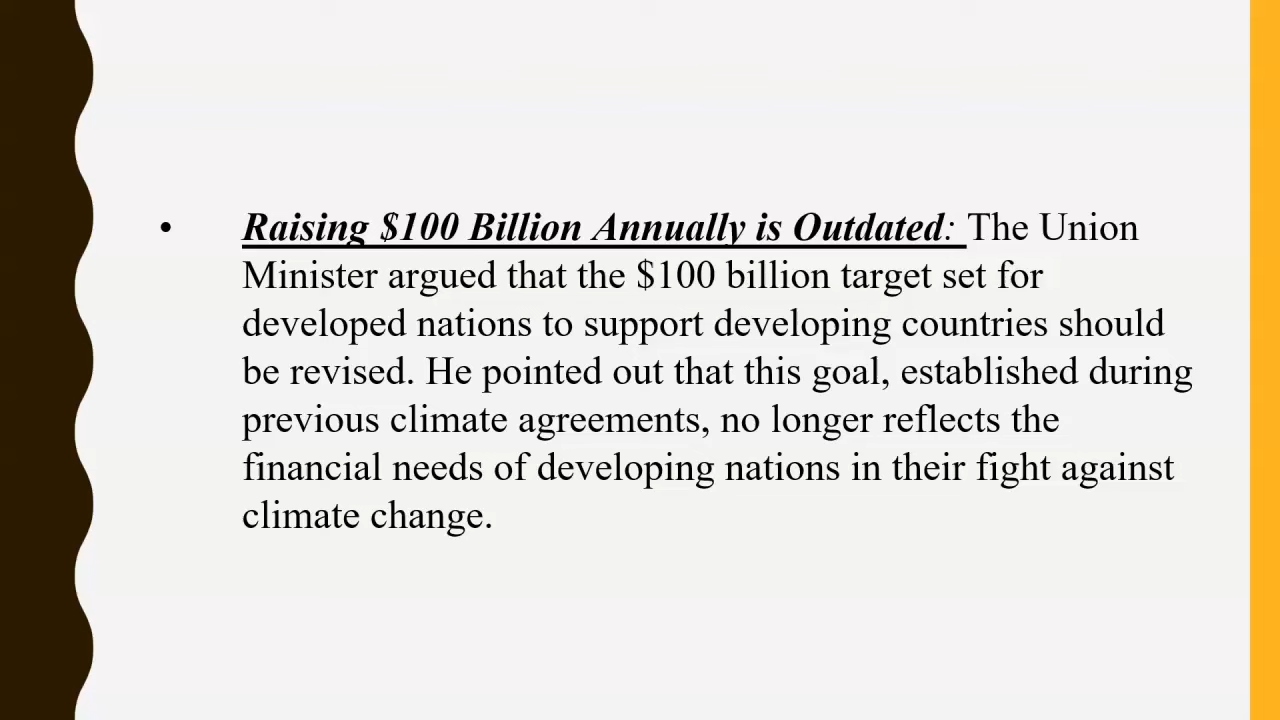 • Raising $100 Billion Annually is Outdated: The Union
Minister argued that the $100 billion target set for
developed nations to support developing countries should
be revised. He pointed out that this goal, established during
previous climate agreements, no longer reflects the
financial needs of developing nations in their fight against
climate change.